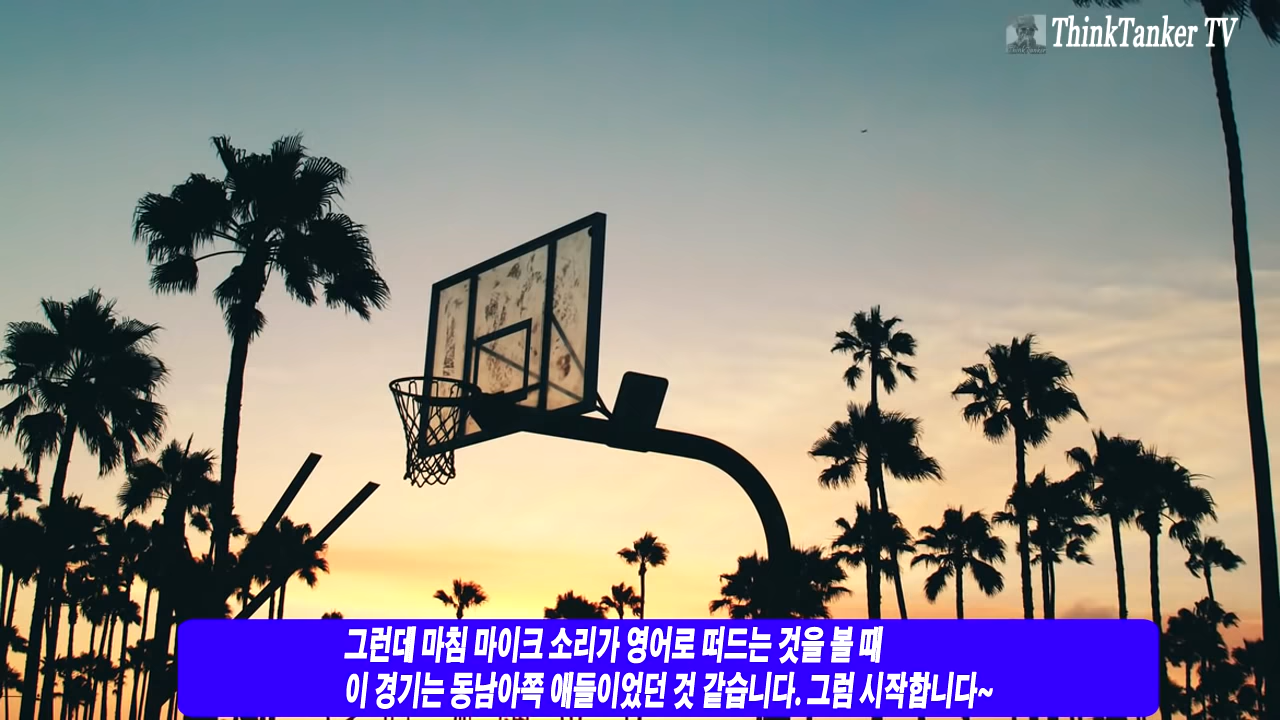 ThinkTanker TV
그런데 마침 마이크 소리가 영어로 떠드는 것을 볼 때
이 경기는 동남아쪽 애들이었던 것 같습니다. 그럼 시작합니다~